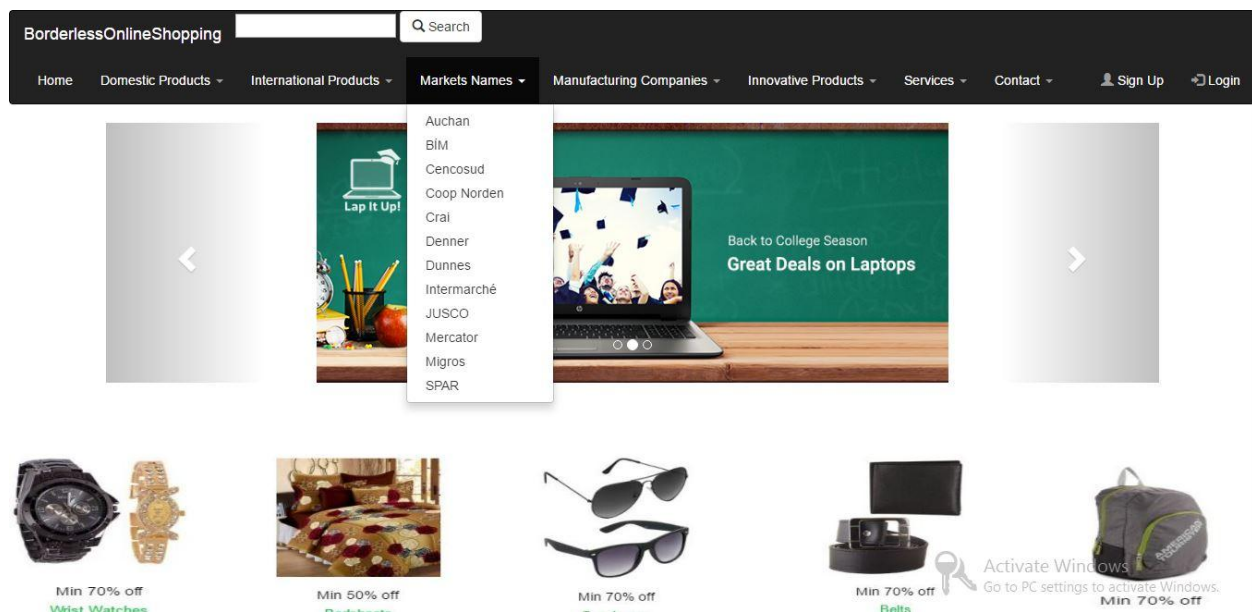 BorderlessOnlineShopping Search
Home Domestic Products International Products Markets Names Manufacturing Companies Innovative Products Services Contact Sign Up Login
Auchan
BİM
Cencosud
Coop Norden
Crai
Denner
Dunnes
Intermarché
JUSCO
Mercator
Migros
SPAR
Lap It Up!
Back to College Season
Great Deals on Laptops
AMERICAN
TOURISTER
Min 70% off
Wrist Watches
Min 50% off
Min 70% off
Min 70% off
Belts
Min 70% off
Activate Windows
Go to PC settings to activate Windows.